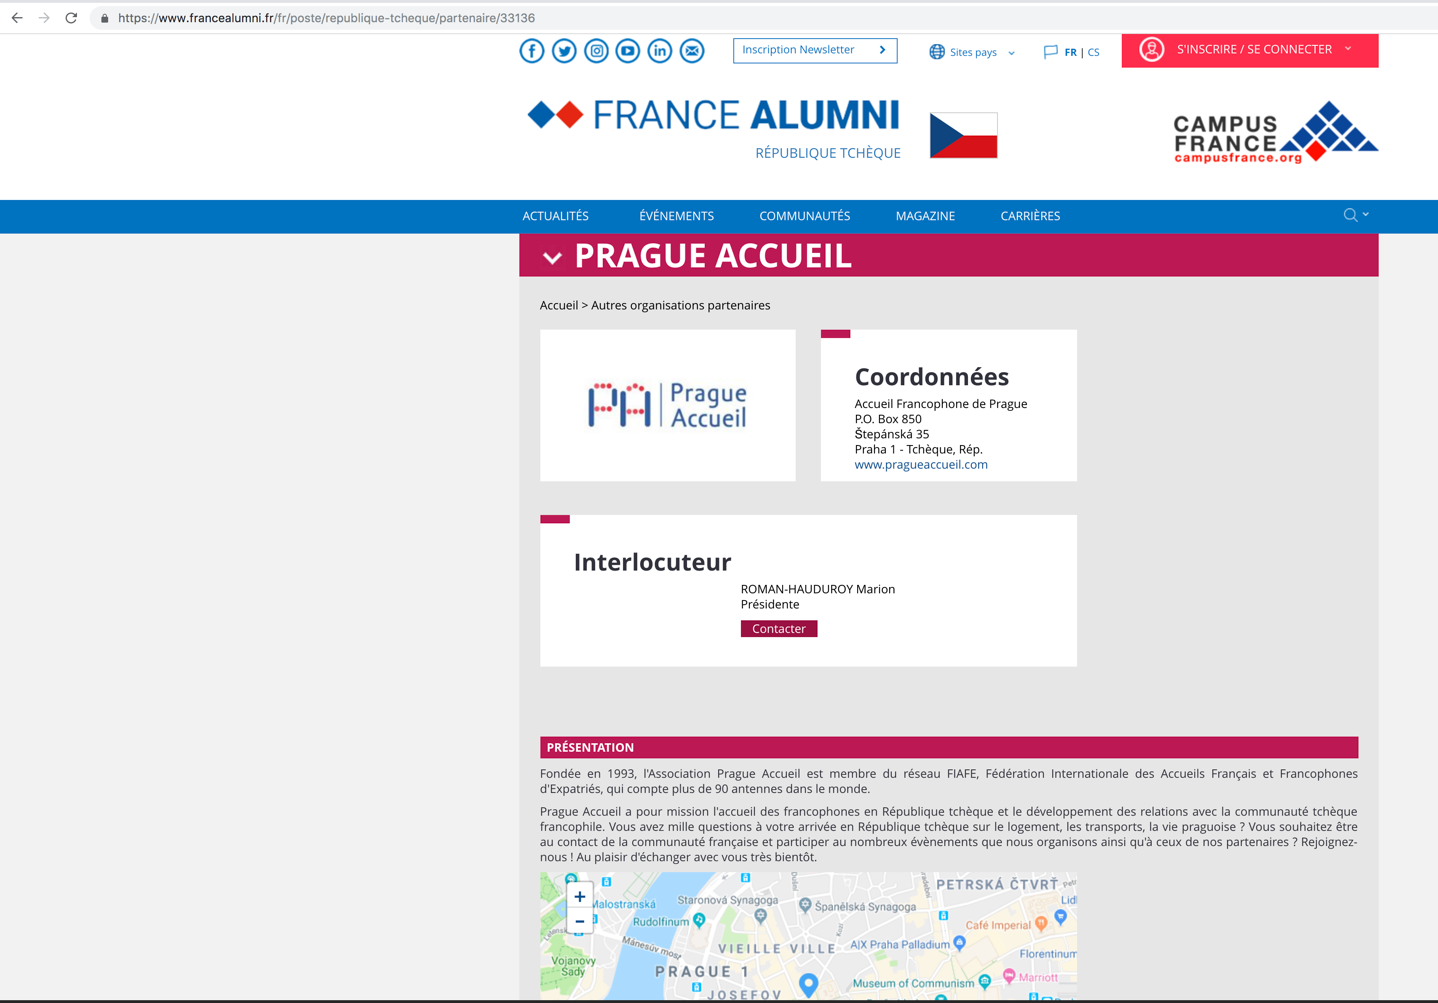 https://www.francealumni.fr/fr/poste/republique-tcheque/partenaire/33136
Inscription Newsletter
Sites pays
FR | CS
S'INSCRIRE / SE CONNECTER
FRANCE ALUMNI
RÉPUBLIQUE TCHÈQUE
CAMPUS
FRANCE
campusfrance.org
ACTUALITÉS
ÉVÉNEMENTS
COMMUNAUTÉS
MAGAZINE
CARRIÈRES
PRAGUE ACCUEIL
Accueil > Autres organisations partenaires
PA Prague
Accueil
Coordonnées
Accueil Francophone de Prague
P.O. Box 850
Štepánská 35
Praha 1 - Tchèque, Rép.
www.pragueaccueil.com
Interlocuteur
ROMAN-HAUDUROY Marion
Présidente
Contacter
PRÉSENTATION
Fondée en 1993, l'Association Prague Accueil est membre du réseau FIAFE, Fédération Internationale des Accueils Français et Francophones
d'Expatriés, qui compte plus de 90 antennes dans le monde.
Prague Accueil a pour mission l'accueil des francophones en République tchèque et le développement des relations avec la communauté tchèque
francophile. Vous avez mille questions à votre arrivée en République tchèque sur le logement, les transports, la vie praguoise ? Vous souhaitez être
au contact de la communauté française et participer au nombreux évènements que nous organisons ainsi qu'à ceux de nos partenaires ? Rejoignez-
nous ! Au plaisir d'échanger avec vous très bientôt.
+
−
Malostranská
Staronová Synagoga
Španělská Synagoga
PETRSKÁ ČTVRŤ
Rudolfinum
Café Imperial
Mánesův most
VIEILLE VILLE
A|X Praha Palladium
Florentinum
Vojanovy
Sady
PRAGUE 1
Marriott
JOSEFOV
Museum of Communism